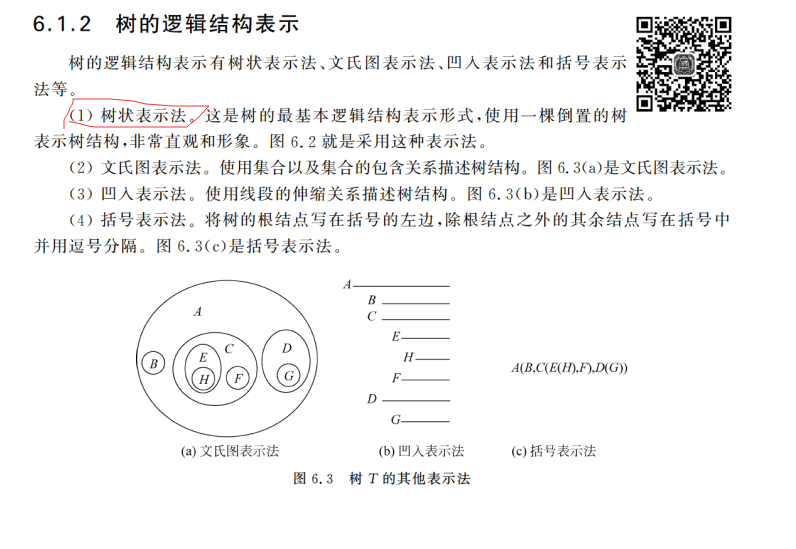 6.1.2 树的逻辑结构表示
树的逻辑结构表示有树状表示法、文氏图表示法、凹入表示法和括号表示
法等。
(1) 树状表示法。这是树的最基本逻辑结构表示形式,使用一棵倒置的树
表示树结构,非常直观和形象。图 6.2 就是采用这种表示法。
(2) 文氏图表示法。使用集合以及集合的包含关系描述树结构。图 6.3(a)是文氏图表示法。
(3) 凹入表示法。使用线段的伸缩关系描述树结构。图 6.3(b)是凹入表示法。
(4) 括号表示法。将树的根结点写在括号的左边,除根结点之外的其余结点写在括号中
并用逗号分隔。图 6.3(c)是括号表示法。
A
B
E
H
C
F
D
G
(a) 文氏图表示法
A
B
C
E
H
F
D
G
(b) 凹入表示法
A(B,C(E(H),F),D(G))
(c) 括号表示法
图 6.3 树 T 的其他表示法